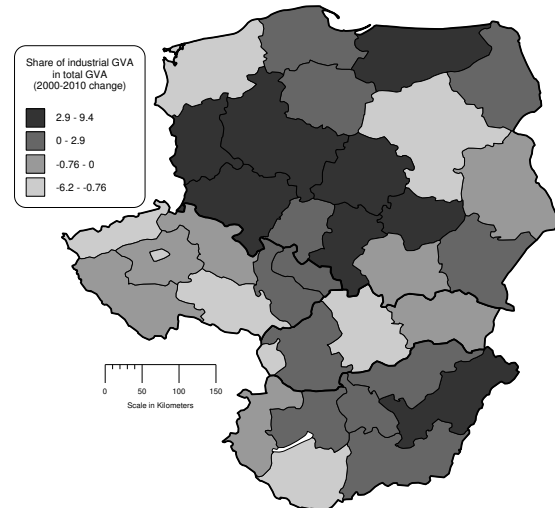 Share of industrial GVA
in total GVA
(2000-2010 change)
2.9 - 9.4
0 - 2.9
-0.76 - 0
-6.2 - -0.76
0 50 100 150
Scale in Kilometers